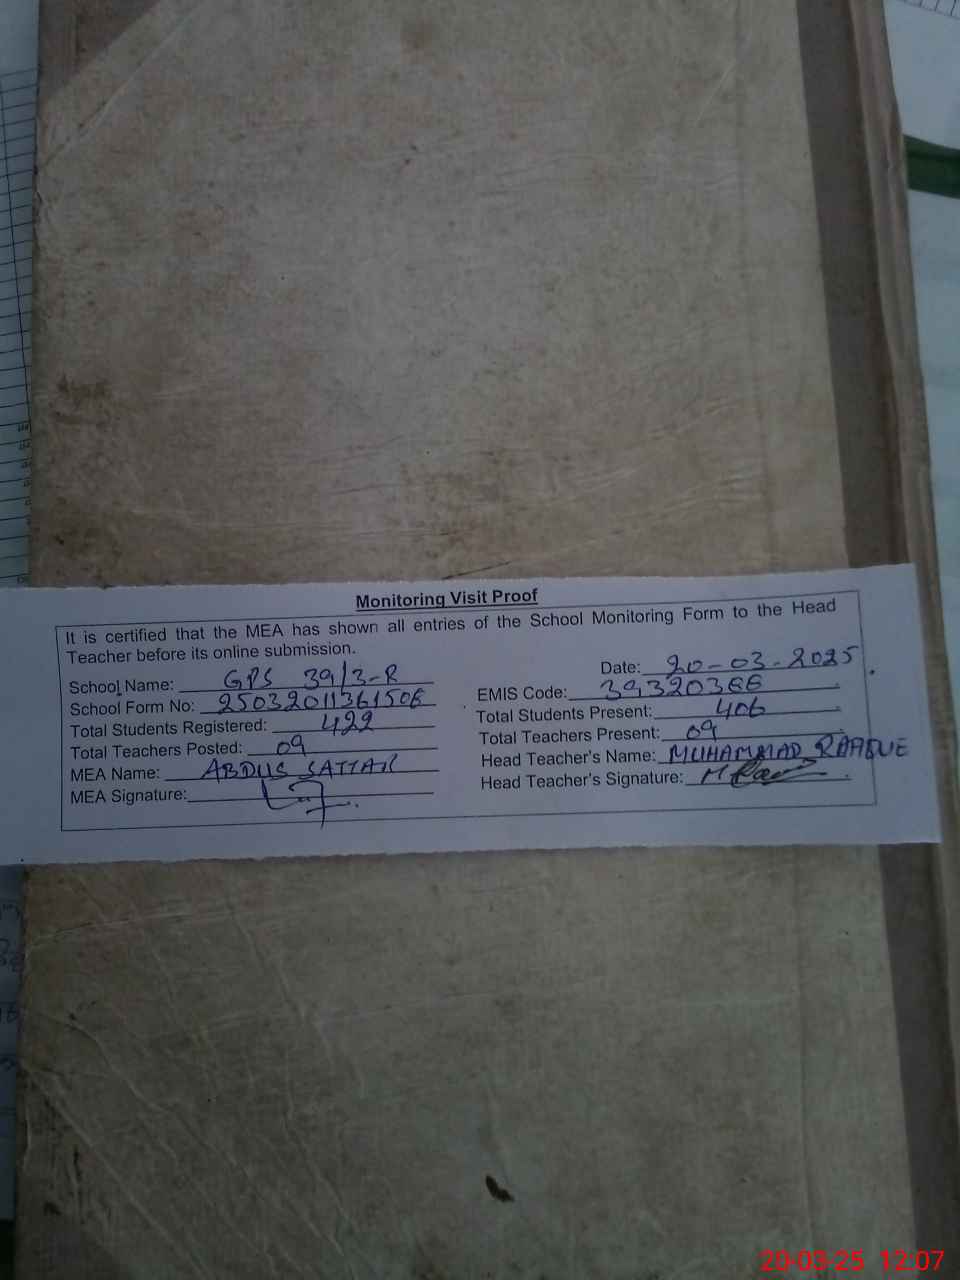 Monitoring Visit Proof
It is certified that the MEA has shown all entries of the School Monitoring Form to the Head
Teacher before its online submission.
Date: 20-03-2025
School Name: GPS 39/3-R
EMIS Code: 39320366
School Form No: 25032011361506
Total Students Present: 406
Total Students Registered: 422
Total Teachers Present: 09
Total Teachers Posted: 09
Head Teacher's Name: MUHAMMAD
MEA Name: ABDUS SATTAR
Head Teacher's Signature:
MEA Signature:
20-03-25 12:07